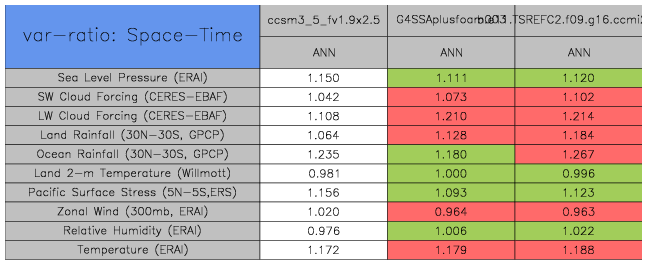 var-ratio: Space-Time ccsm3_5_fv1.9x2.5 G4SSAplusfoam.013 .TSREFC2.f09.g16.ccmi2
ANN ANN ANN
Sea Level Pressure (ERAI) 1.150 1.111 1.120
SW Cloud Forcing (CERES-EBAF) 1.042 1.073 1.102
LW Cloud Forcing (CERES-EBAF) 1.108 1.210 1.214
Land Rainfall (30N-30S, GPCP) 1.064 1.128 1.184
Ocean Rainfall (30N-30S, GPCP) 1.235 1.180 1.267
Land 2-m Temperature (Willmott) 0.981 1.000 0.996
Pacific Surface Stress (5N-5S,ERS) 1.156 1.093 1.123
Zonal Wind (300mb, ERAI) 1.020 0.964 0.963
Relative Humidity (ERAI) 0.976 1.006 1.022
Temperature (ERAI) 1.172 1.179 1.188